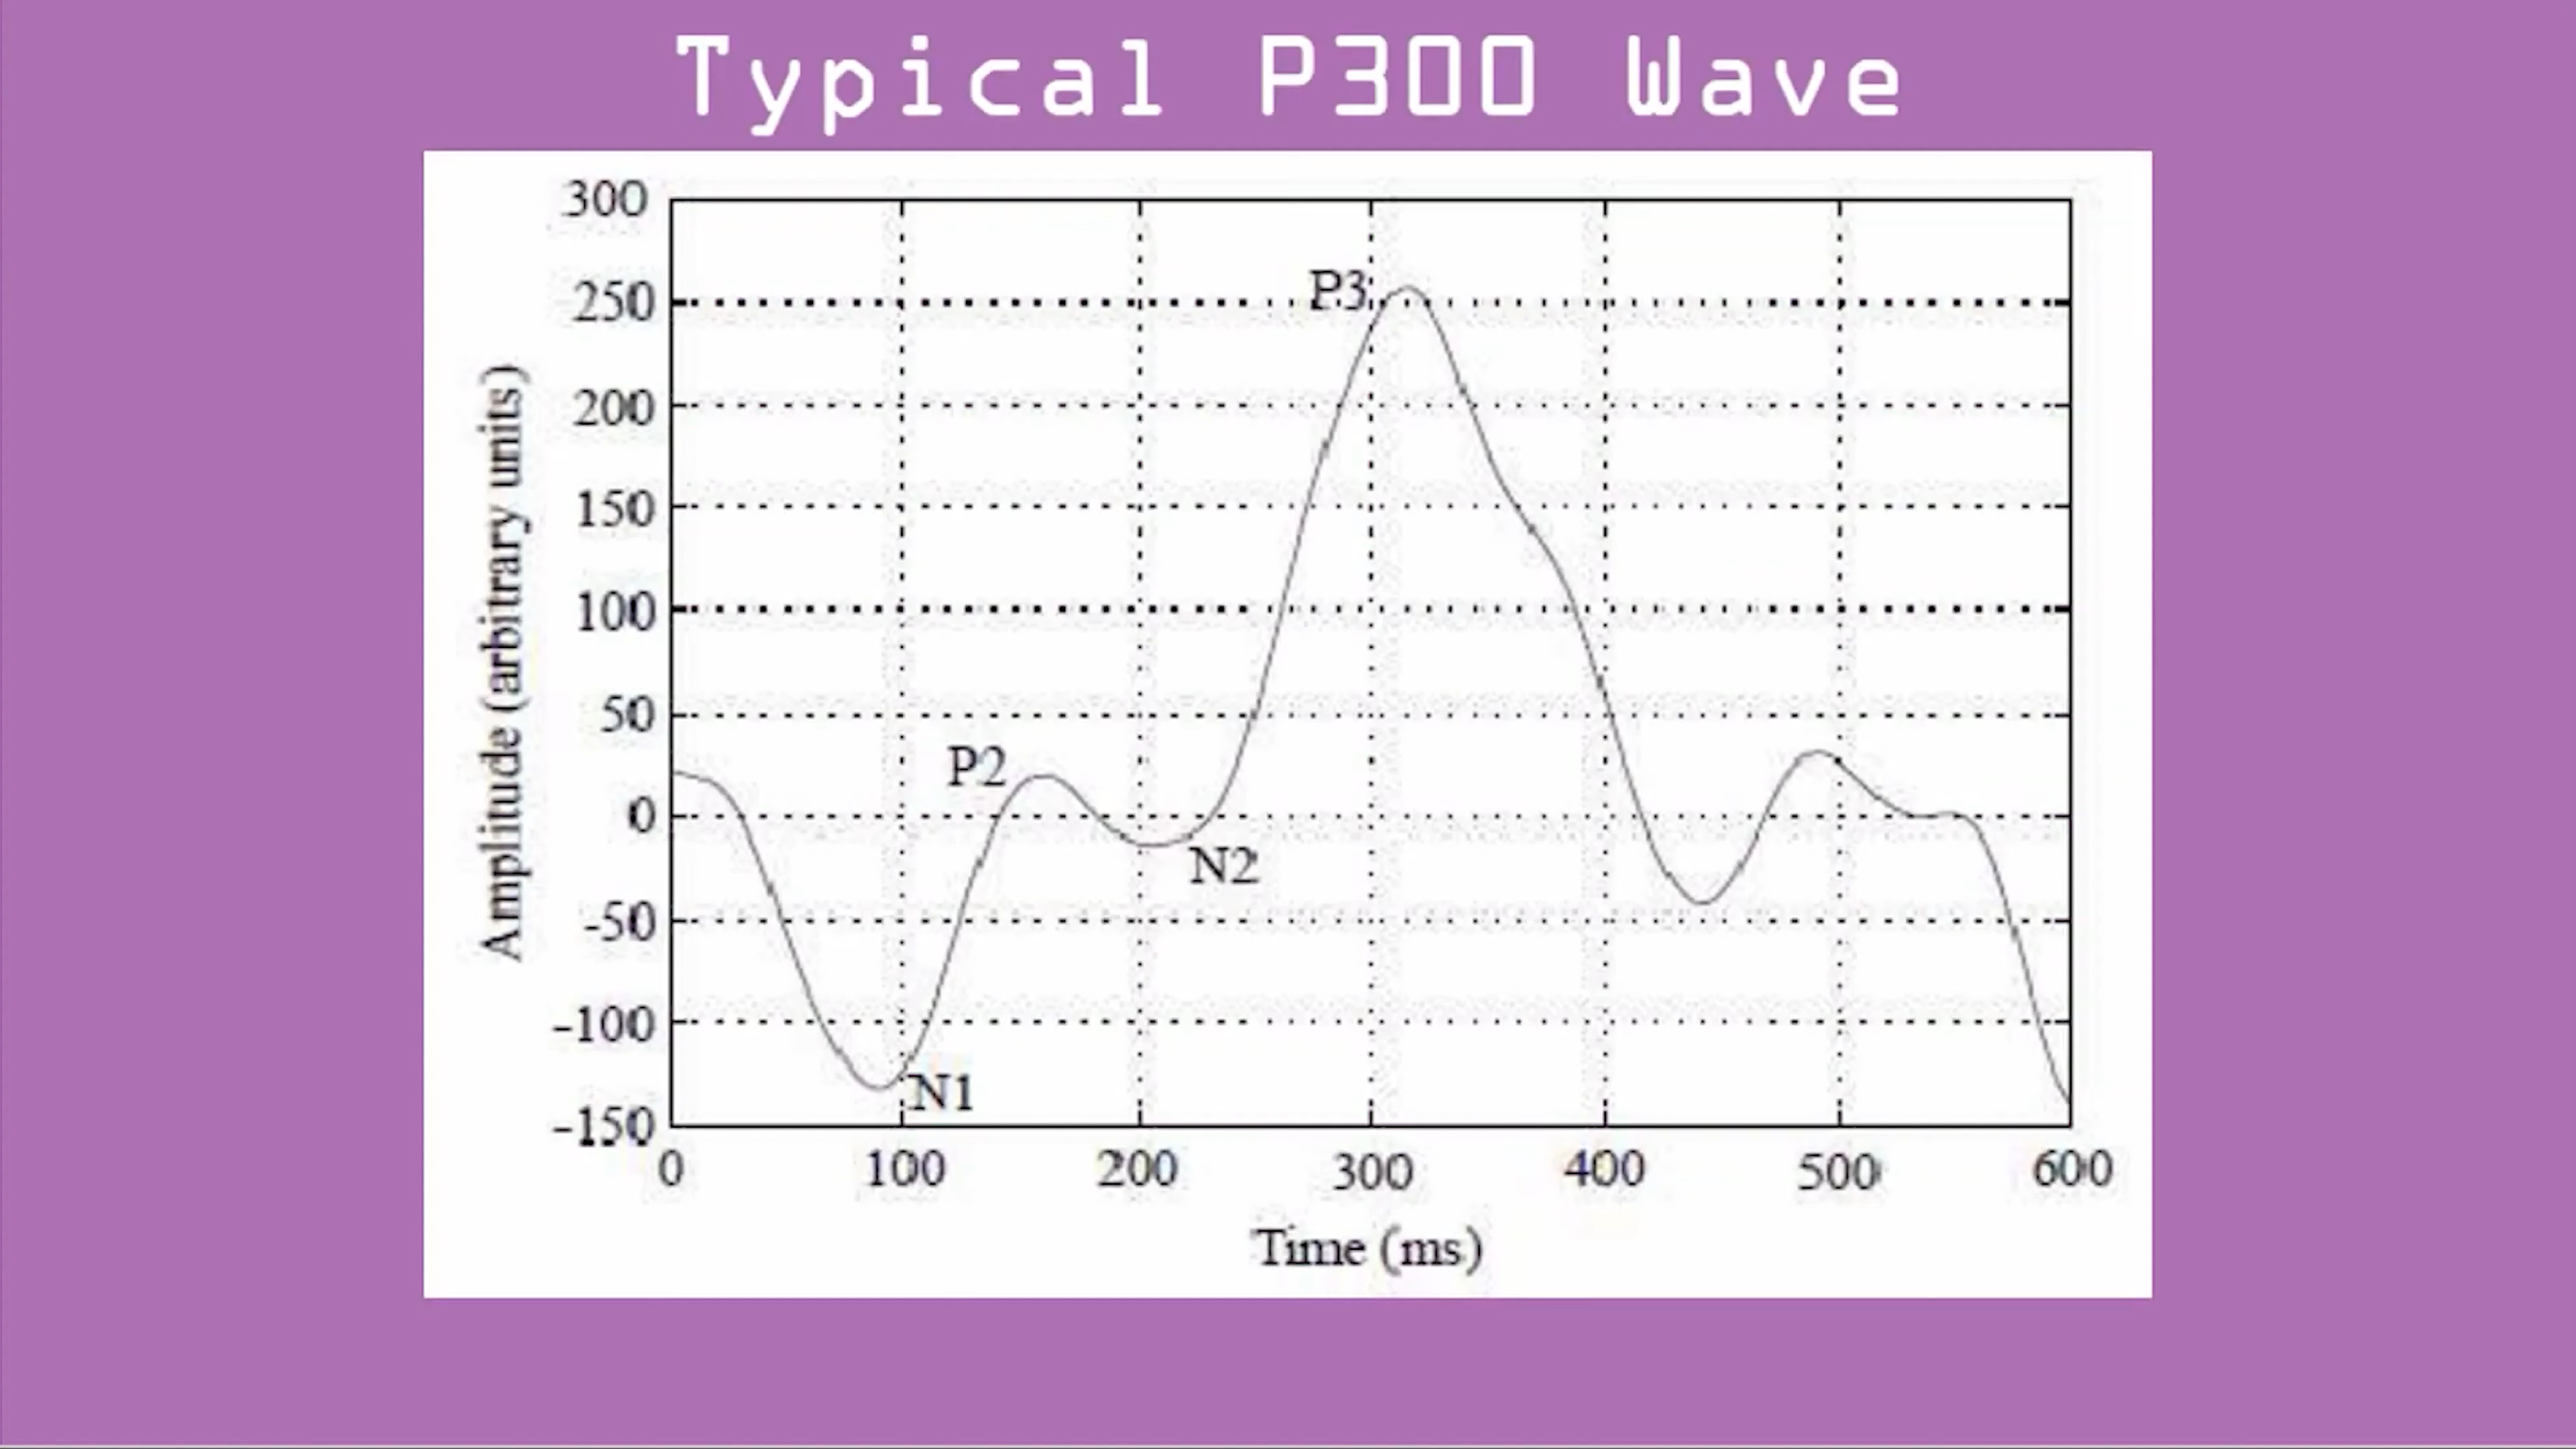 Typical P300 Wave
300
250
200
150
100
50
0
-50
-100
-150
Amplitude (arbitrary units)
P3
P2
N2
N1
0 100 200 300 400 500 600
Time (ms)